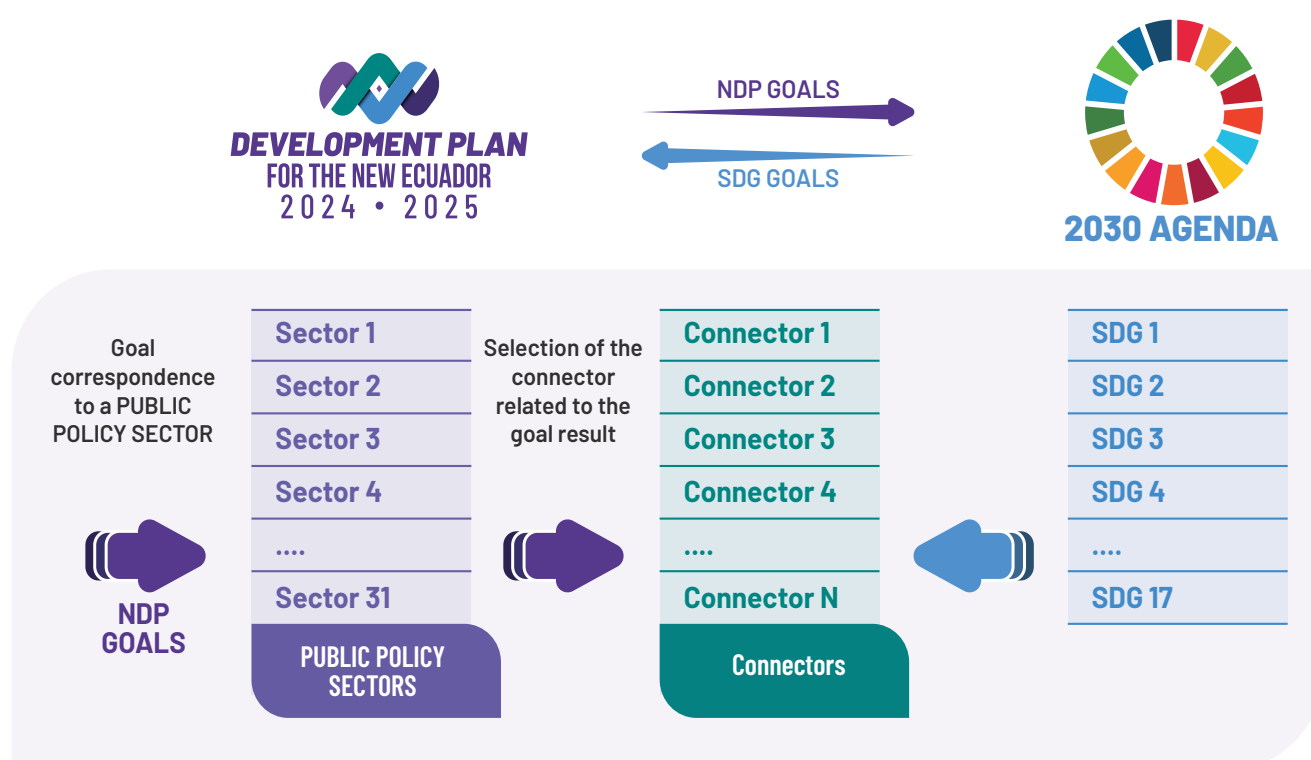 DEVELOPMENT PLAN
FOR THE NEW ECUADOR
2024 • 2025
NDP GOALS
SDG GOALS
2030 AGENDA
Goal
correspondence
to a PUBLIC
POLICY SECTOR
NDP
GOALS
Sector 1
Sector 2
Sector 3
Sector 4
....
Sector 31
PUBLIC POLICY
SECTORS
Selection of the
connector
related to the
goal result
Connector 1
Connector 2
Connector 3
Connector 4
....
Connector N
Connectors
SDG 1
SDG 2
SDG 3
SDG 4
....
SDG 17